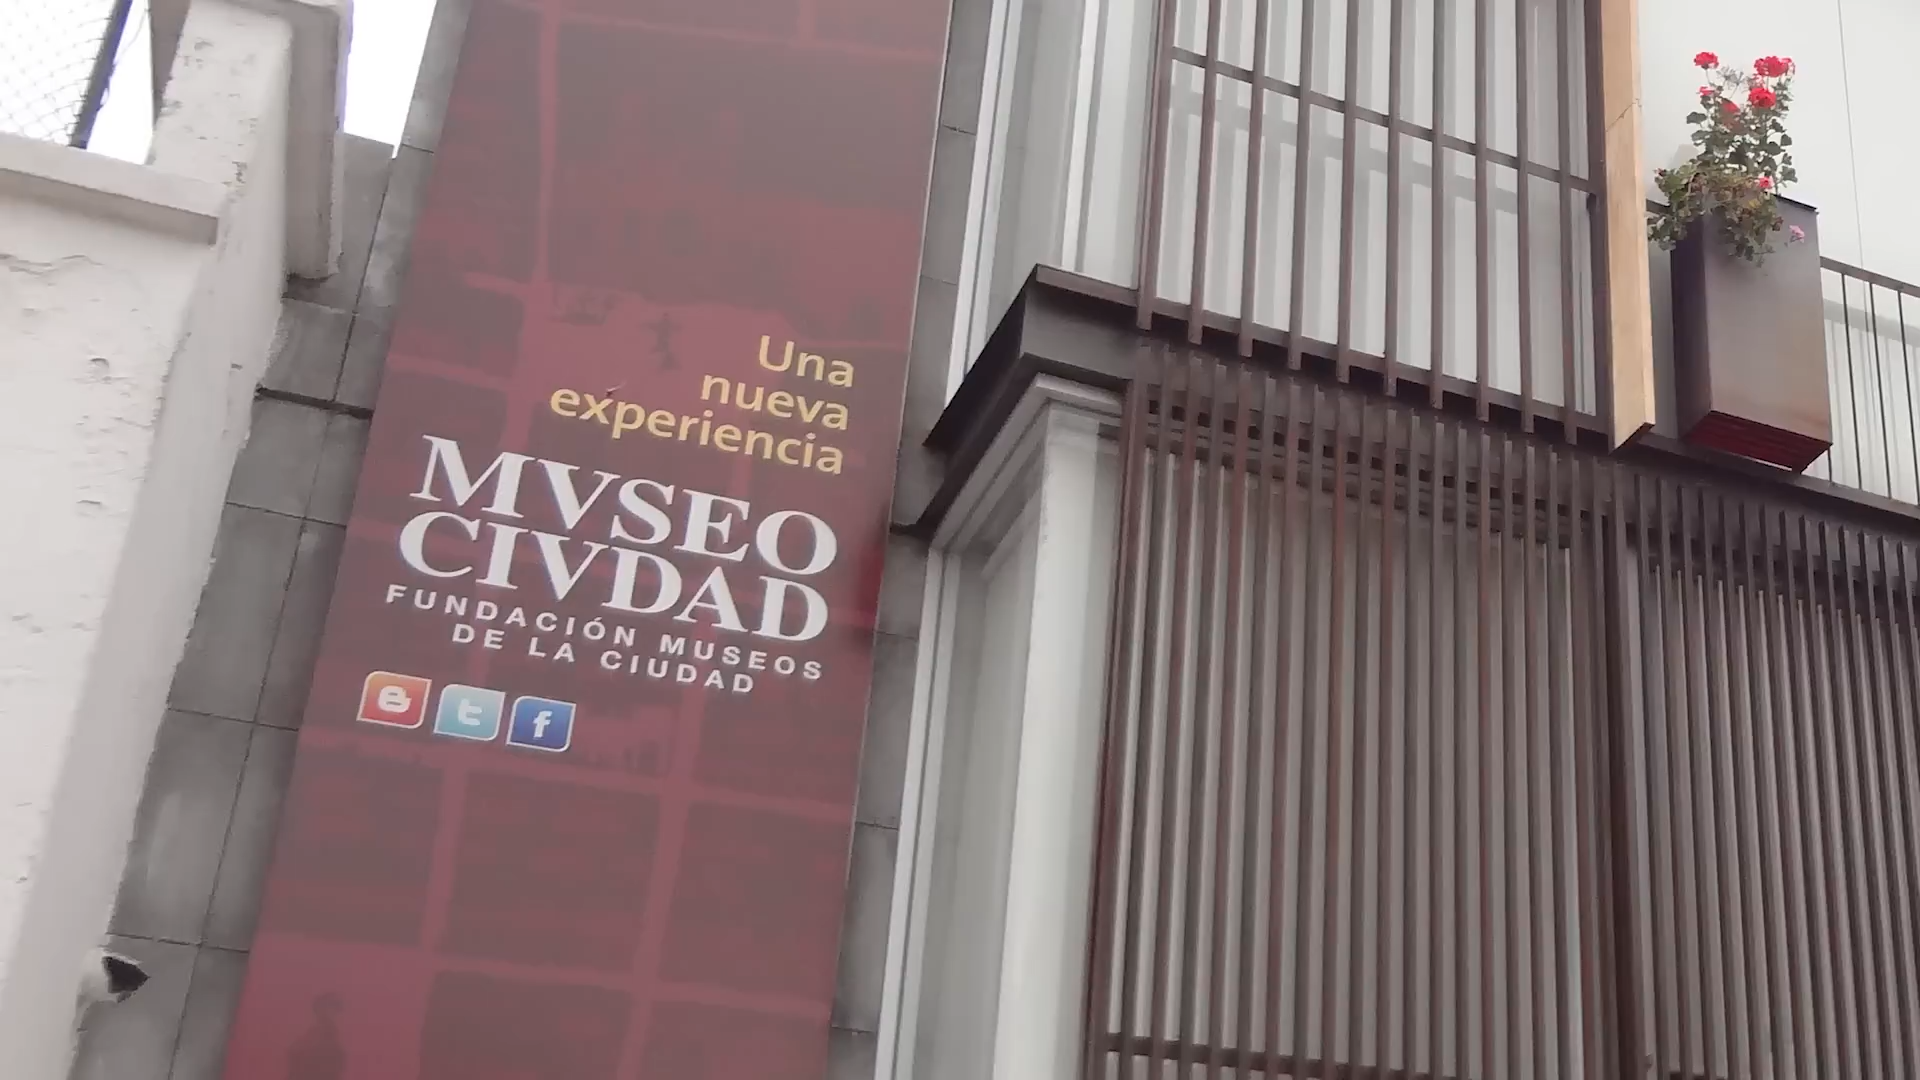 Una
nueva
experiencia
MVSEO
CIVDAD
FUNDACIÓN MUSEOS
DE LA CIUDAD